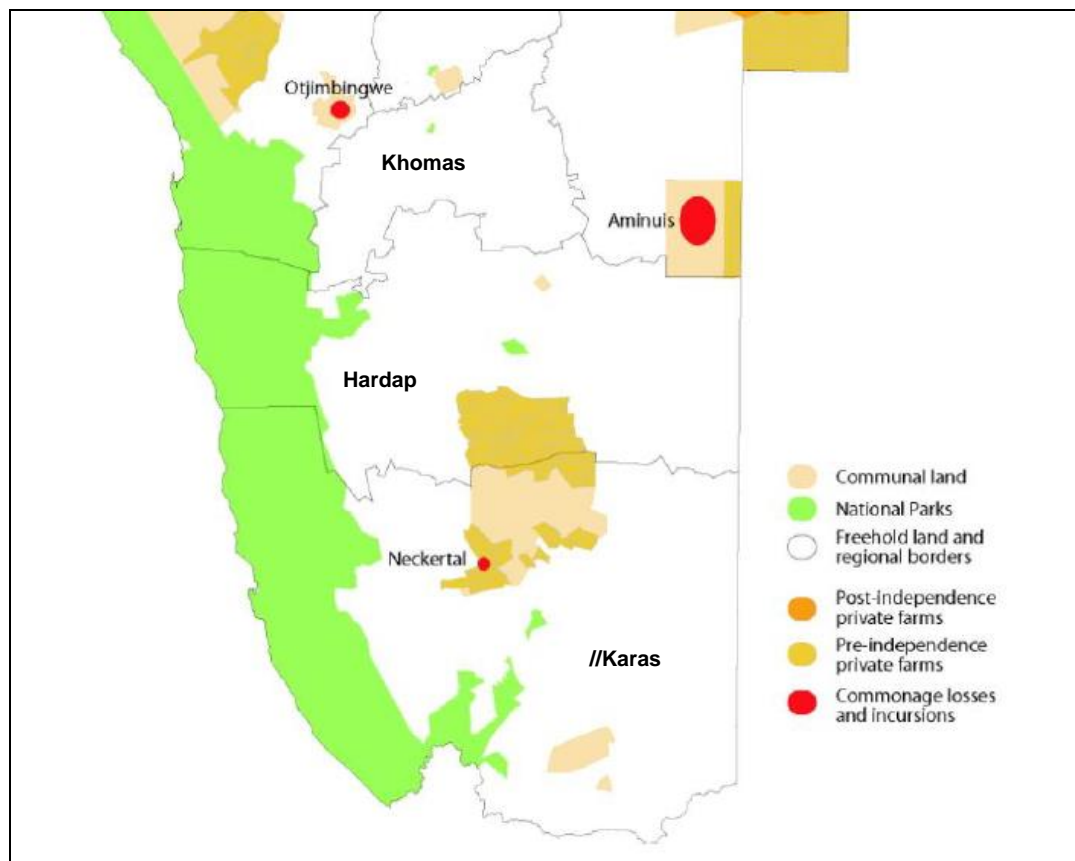 Otjimbingwe
Khomas
Aminuis
Hardap
Neckertal
//Karas
Communal land
National Parks
Freehold land and
regional borders
Post-independence
private farms
Pre-independence
private farms
Commonage losses
and incursions